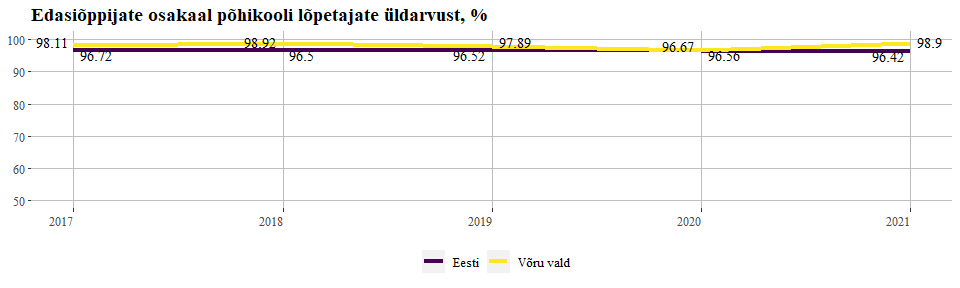 Edasiõppijate osakaal põhikooli lõpetajate üldarvust, %
100
98.11 98.92 97.89 96.67 98.9
96.72 96.5 96.52 96.56 96.42
90
80
70
60
50
2017 2018 2019 2020 2021
Eesti Võru vald